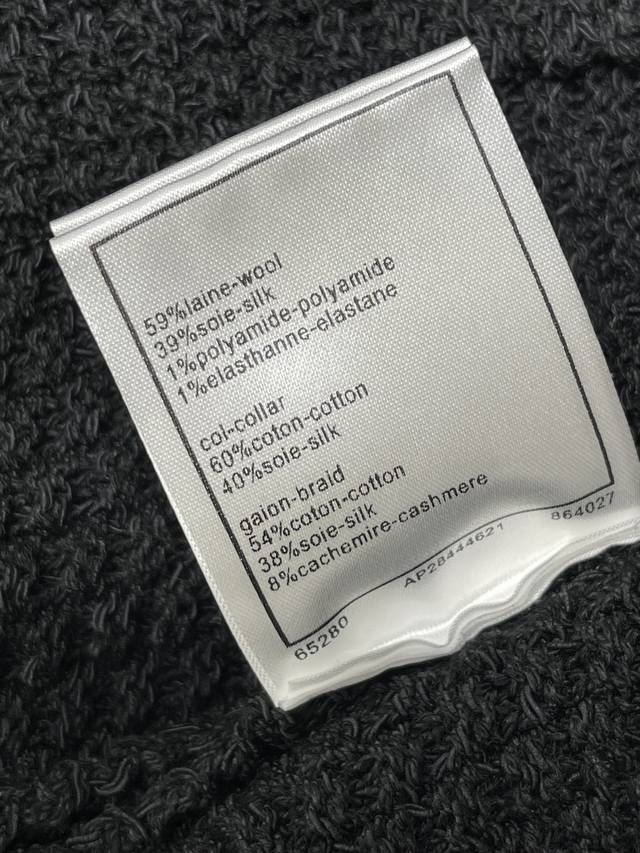 59%laine-wool
39%soie-silk
1%polyamide-polyamide
1%elasthanne-elastane
col-collar
60%coton-cotton
40%soie-silk
galon-braid
54%coton-cotton
38%soie-silk
8%cachemire-cashmere
65280
AP28444621
864027